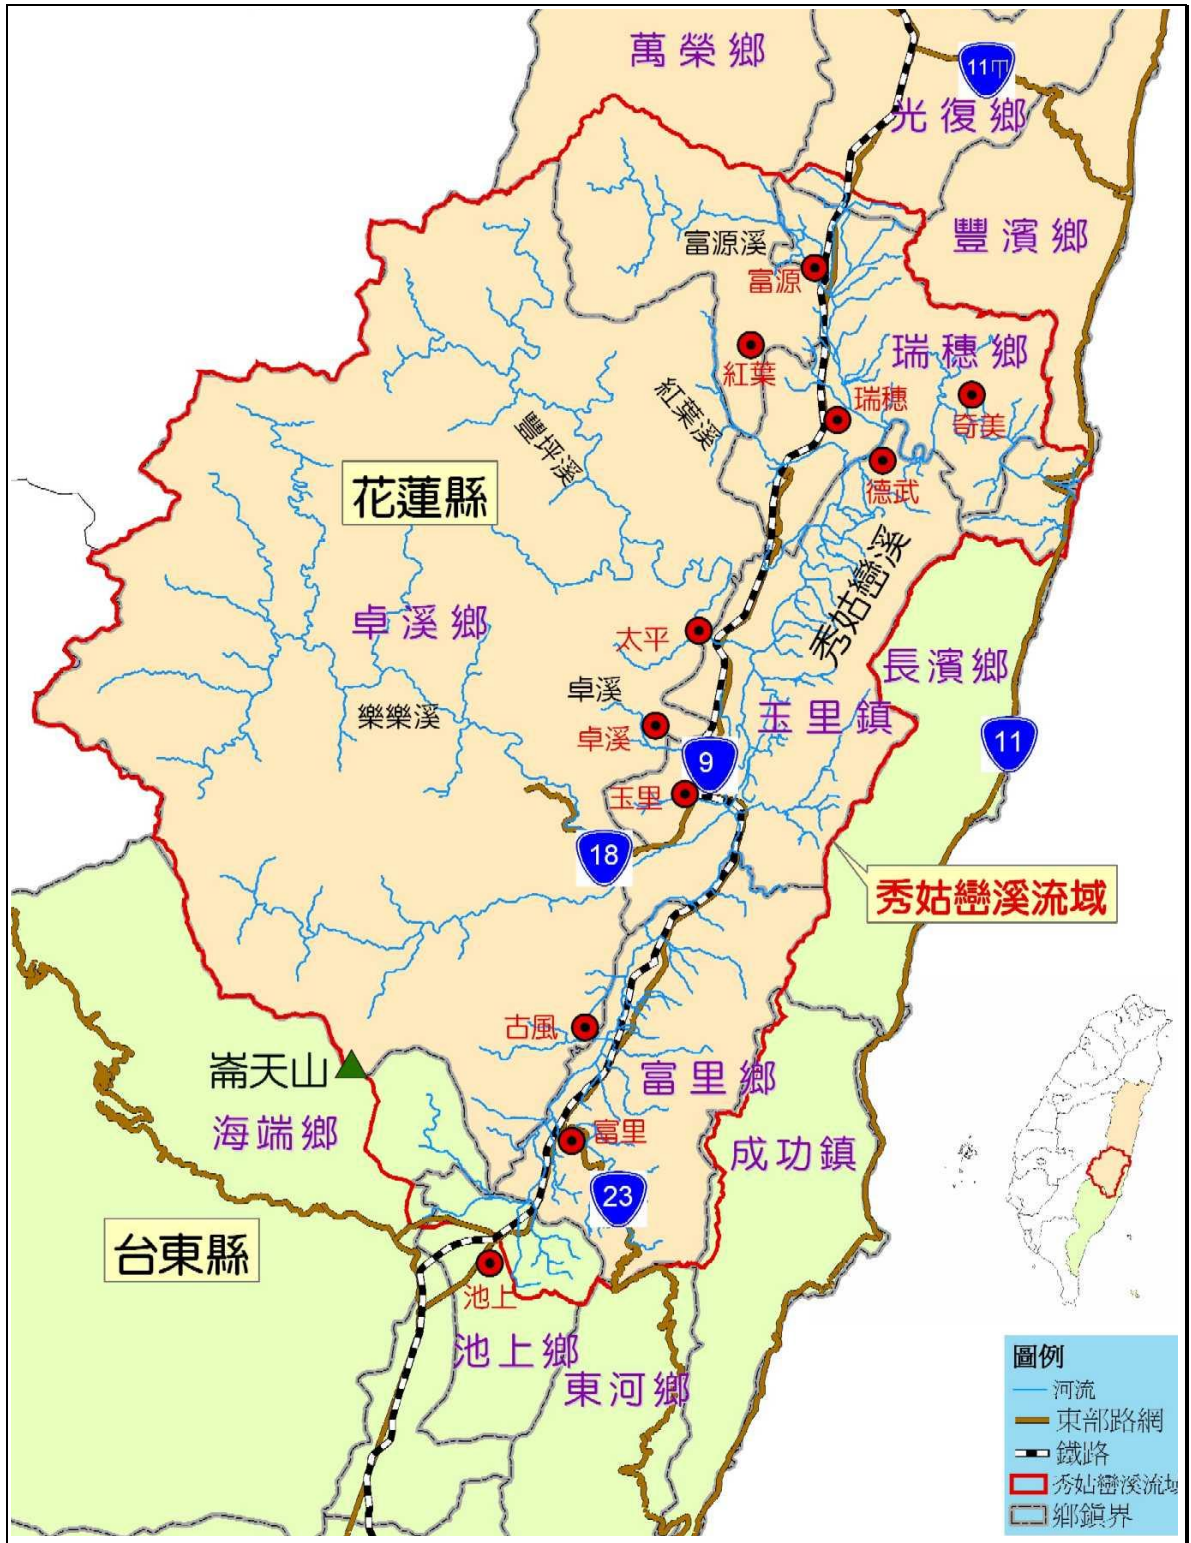 萬榮鄉
11甲
光復鄉
豐濱鄉
富源溪
富源
瑞穗鄉
紅葉
紅葉溪
瑞穗
奇美
豐坪溪
德武
花蓮縣
秀姑巒溪
卓溪鄉
太平
長濱鄉
卓溪
樂樂溪
卓溪
玉里鎮
11
9
玉里
18
秀姑巒溪流域
古風
崙天山
富里鄉
海端鄉
富里
成功鎮
23
台東縣
池上
池上鄉
東河鄉
圖例
河流
東部路網
鐵路
秀姑巒溪流域
鄉鎮界